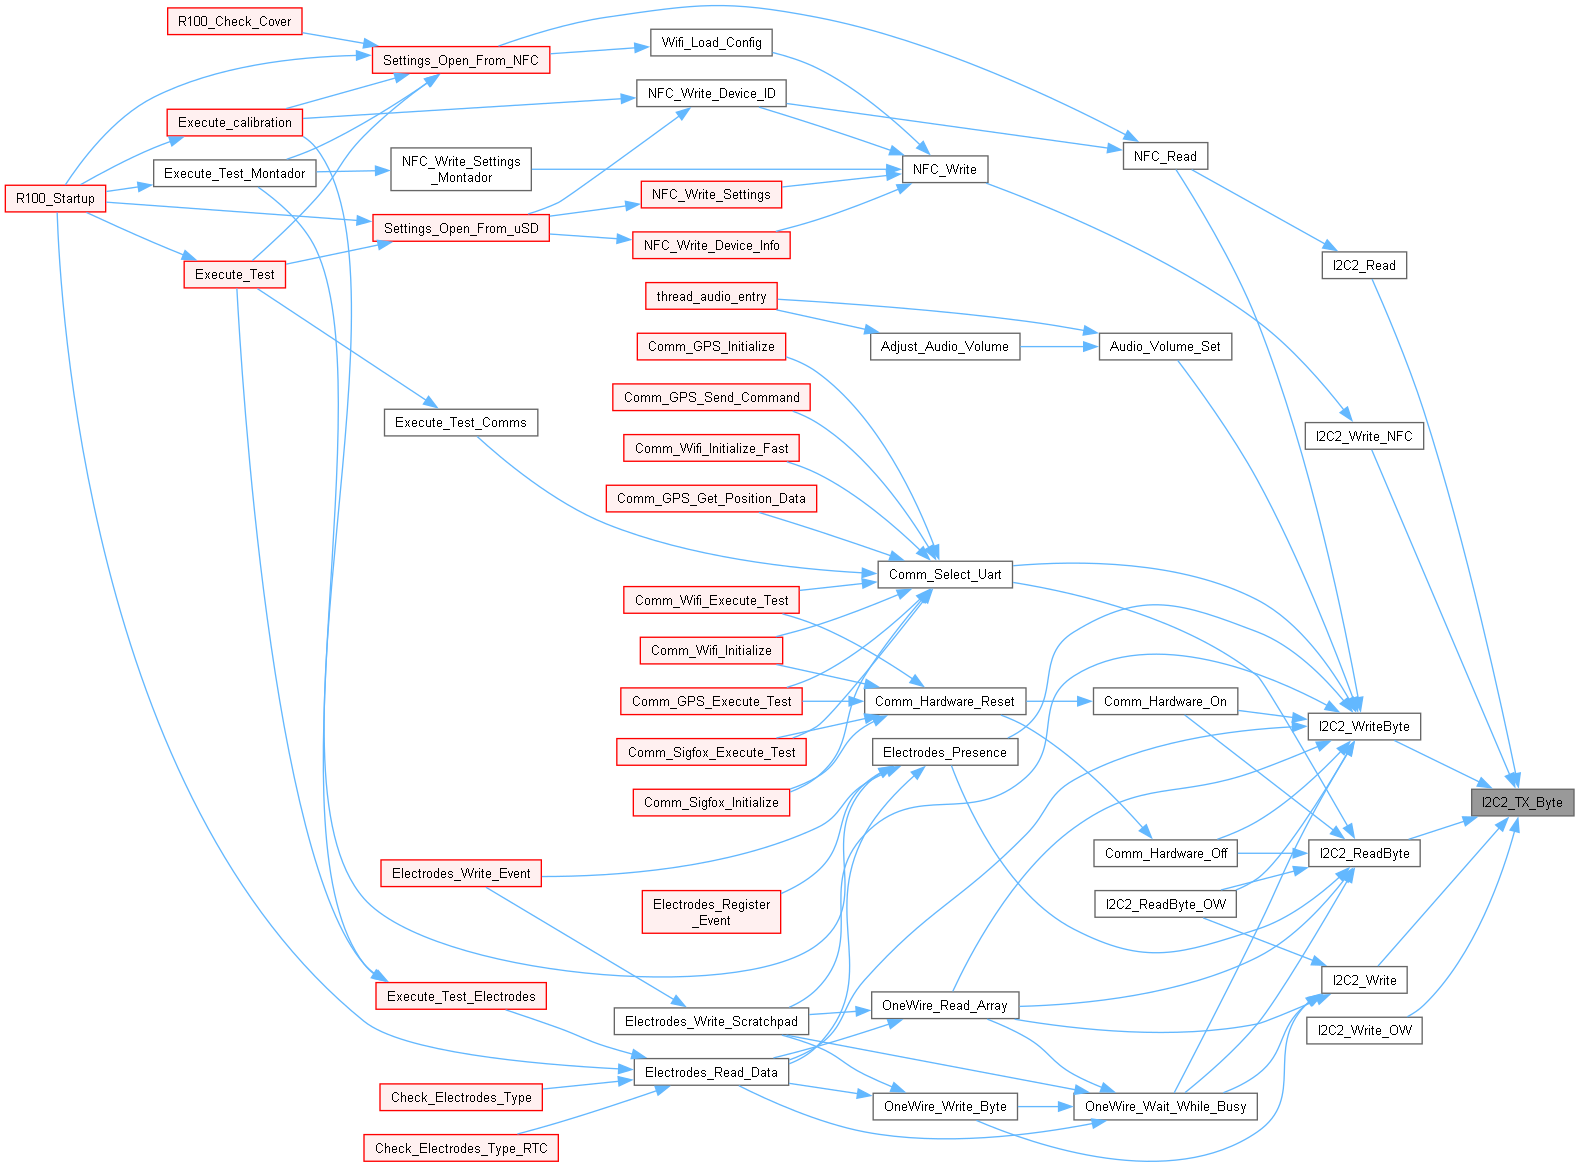 R100_Check_Cover
Settings_Open_From_NFC
Wifi_Load_Config
NFC_Write_Device_ID
Execute_calibration
NFC_Write_Settings
_Montador
Execute_Test_Montador
NFC_Write
NFC_Read
R100_Startup
NFC_Write_Settings
Settings_Open_From_uSD
NFC_Write_Device_Info
I2C2_Read
Execute_Test
thread_audio_entry
Comm_GPS_Initialize
Adjust_Audio_Volume
Audio_Volume_Set
Comm_GPS_Send_Command
Execute_Test_Comms
I2C2_Write_NFC
Comm_Wifi_Initialize_Fast
Comm_GPS_Get_Position_Data
Comm_Select_Uart
Comm_Wifi_Execute_Test
Comm_Wifi_Initialize
Comm_GPS_Execute_Test
Comm_Hardware_Reset
Comm_Hardware_On
I2C2_WriteByte
Comm_Sigfox_Execute_Test
Electrodes_Presence
Comm_Sigfox_Initialize
I2C2_TX_Byte
Comm_Hardware_Off
I2C2_ReadByte
Electrodes_Write_Event
Electrodes_Register
_Event
I2C2_ReadByte_OW
I2C2_Write
Execute_Test_Electrodes
OneWire_Read_Array
Electrodes_Write_Scratchpad
I2C2_Write_OW
Electrodes_Read_Data
Check_Electrodes_Type
OneWire_Write_Byte
OneWire_Wait_While_Busy
Check_Electrodes_Type_RTC